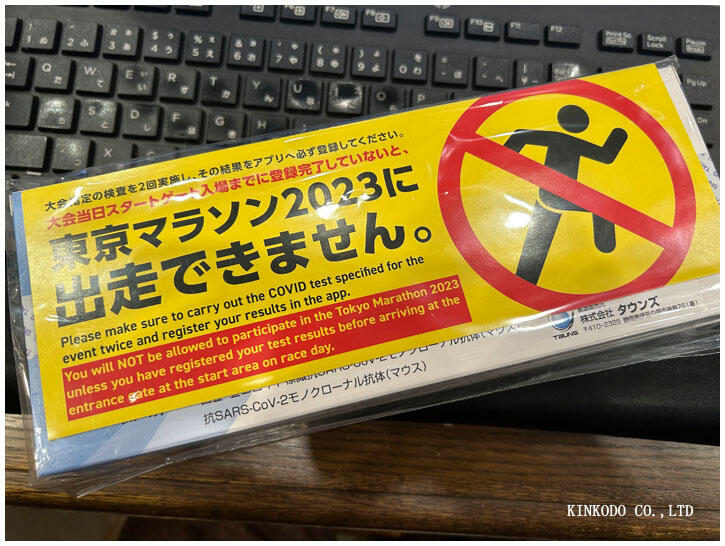 大会指定の検査を2回実施し、その結果をアプリへ必ず登録してください。
大会当日スタートゲート入場までに登録完了していないと、
東京マラソン2023に
出走できません。
Please make sure to carry out the COVID test specified for the
event twice and register your results in the app.
You will NOT be allowed to participate in the Tokyo Marathon 2023
unless you have registered your test results before arriving at the
entrance gate at the start area on race day.
TAUNS
株式会社 タウンズ
〒410-2325
抗SARS-CoV-2モノクローナル抗体(マウス)
KINKODO CO.,LTD